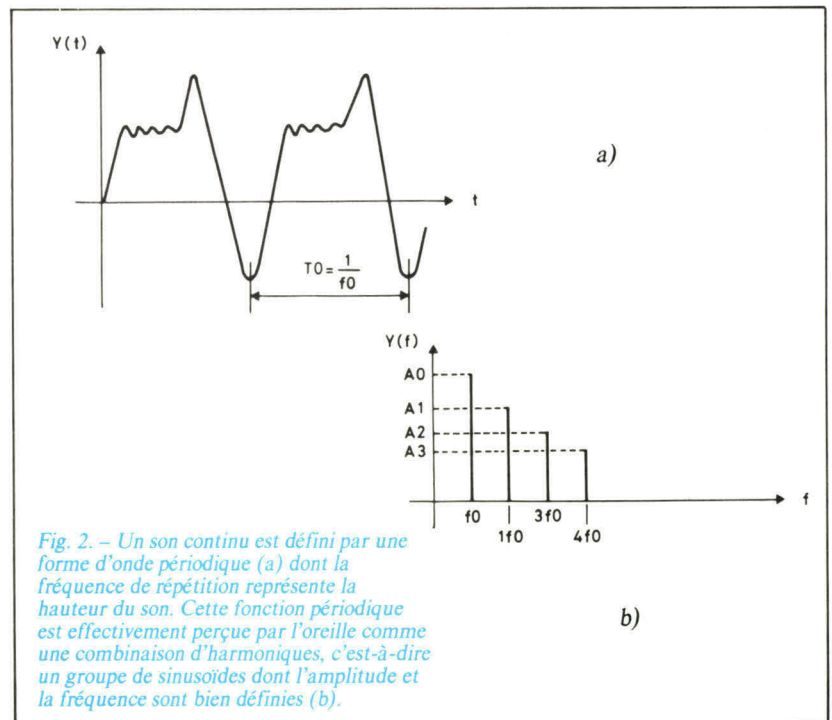 Y(t)
a)
t
T0 = 1/f0
Y(f)
A0
A1
A2
A3
f
f0
1f0
3f0
4f0
Fig. 2. – Un son continu est défini par une
forme d'onde périodique (a) dont la
fréquence de répétition représente la
hauteur du son. Cette fonction périodique
est effectivement perçue par l'oreille comme
une combinaison d'harmoniques, c'est-à-dire
un groupe de sinusoïdes dont l'amplitude et
la fréquence sont bien définies (b).
b)